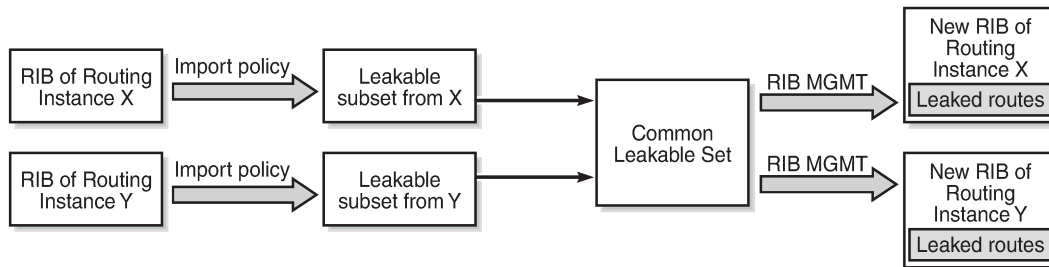 RIB of Routing
Instance X
Import policy
Leakable
subset from X
RIB of Routing
Instance Y
Import policy
Leakable
subset from Y
Common
Leakable Set
RIB MGMT
New RIB of
Routing
Instance X
Leaked routes
RIB MGMT
New RIB of
Routing
Instance Y
Leaked routes